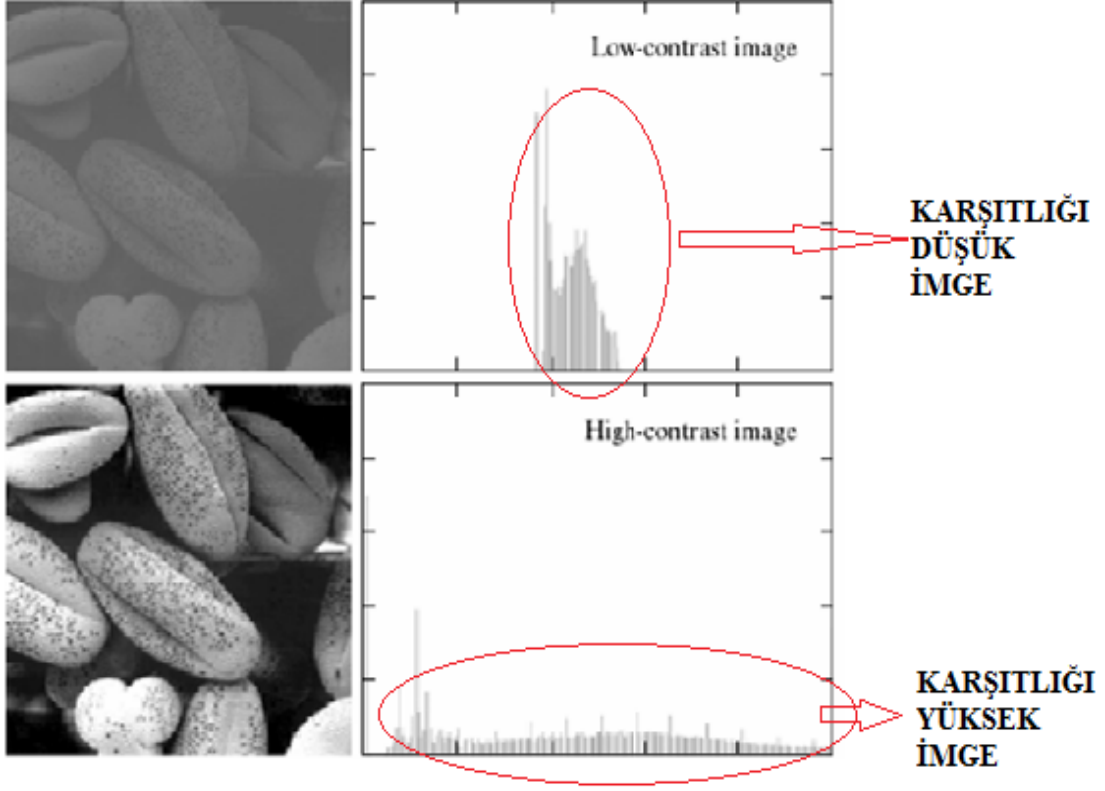 Low-contrast image
KARŞITLIĞI
DÜŞÜK
İMGE
High-contrast image
KARŞITLIĞI
YÜKSEK
İMGE